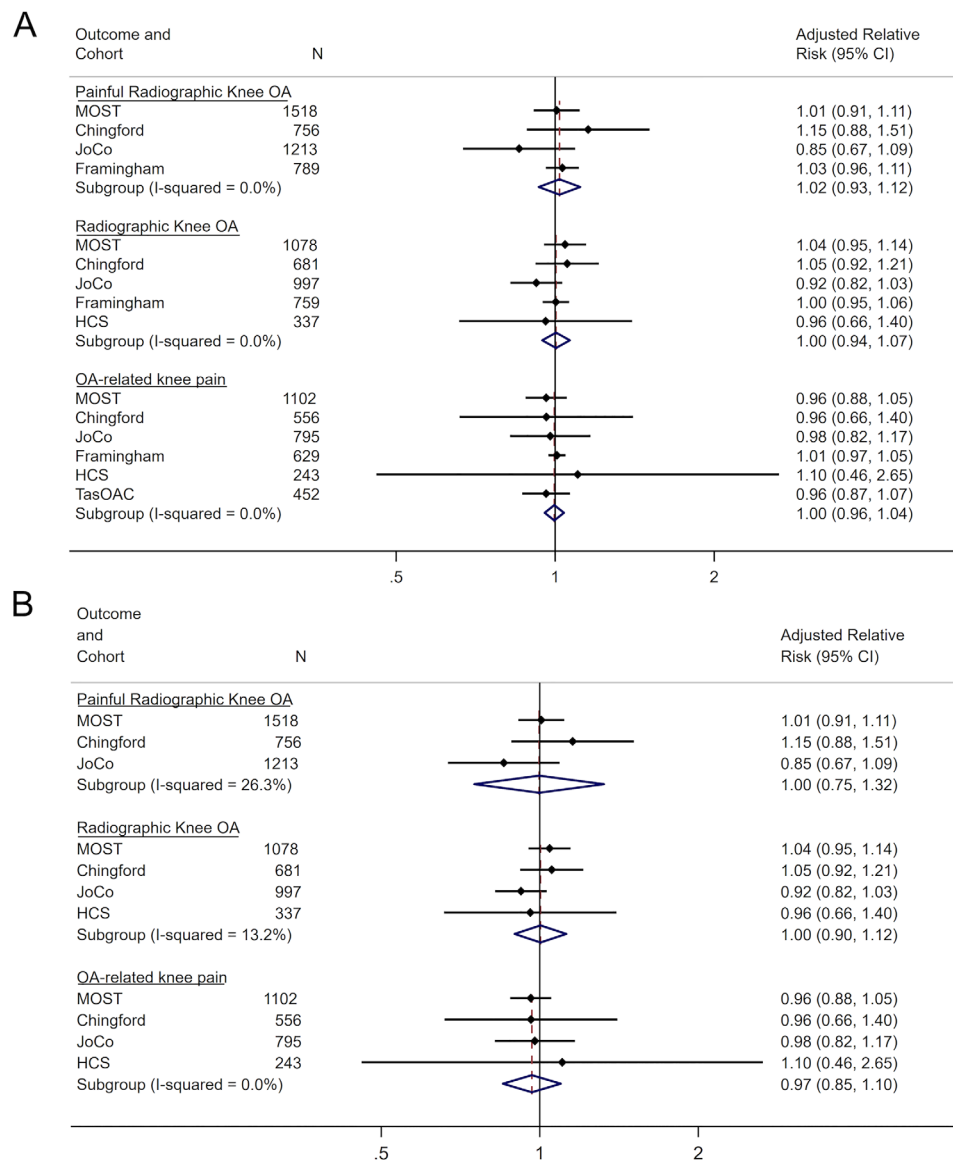 A
Outcome and
Cohort N
Adjusted Relative
Risk (95% CI)
Painful Radiographic Knee OA
MOST 1518 1.01 (0.91, 1.11)
Chingford 756 1.15 (0.88, 1.51)
JoCo 1213 0.85 (0.67, 1.09)
Framingham 789 1.03 (0.96, 1.11)
Subgroup (I-squared = 0.0%) 1.02 (0.93, 1.12)
Radiographic Knee OA
MOST 1078 1.04 (0.95, 1.14)
Chingford 681 1.05 (0.92, 1.21)
JoCo 997 0.92 (0.82, 1.03)
Framingham 759 1.00 (0.95, 1.06)
HCS 337 0.96 (0.66, 1.40)
Subgroup (I-squared = 0.0%) 1.00 (0.94, 1.07)
OA-related knee pain
MOST 1102 0.96 (0.88, 1.05)
Chingford 556 0.96 (0.66, 1.40)
JoCo 795 0.98 (0.82, 1.17)
Framingham 629 1.01 (0.97, 1.05)
HCS 243 1.10 (0.46, 2.65)
TasOAC 452 0.96 (0.87, 1.07)
Subgroup (I-squared = 0.0%) 1.00 (0.96, 1.04)
.5 1 2
B
Outcome
and
Cohort N
Adjusted Relative
Risk (95% CI)
Painful Radiographic Knee OA
MOST 1518 1.01 (0.91, 1.11)
Chingford 756 1.15 (0.88, 1.51)
JoCo 1213 0.85 (0.67, 1.09)
Subgroup (I-squared = 26.3%) 1.00 (0.75, 1.32)
Radiographic Knee OA
MOST 1078 1.04 (0.95, 1.14)
Chingford 681 1.05 (0.92, 1.21)
JoCo 997 0.92 (0.82, 1.03)
HCS 337 0.96 (0.66, 1.40)
Subgroup (I-squared = 13.2%) 1.00 (0.90, 1.12)
OA-related knee pain
MOST 1102 0.96 (0.88, 1.05)
Chingford 556 0.96 (0.66, 1.40)
JoCo 795 0.98 (0.82, 1.17)
HCS 243 1.10 (0.46, 2.65)
Subgroup (I-squared = 0.0%) 0.97 (0.85, 1.10)
.5 1 2